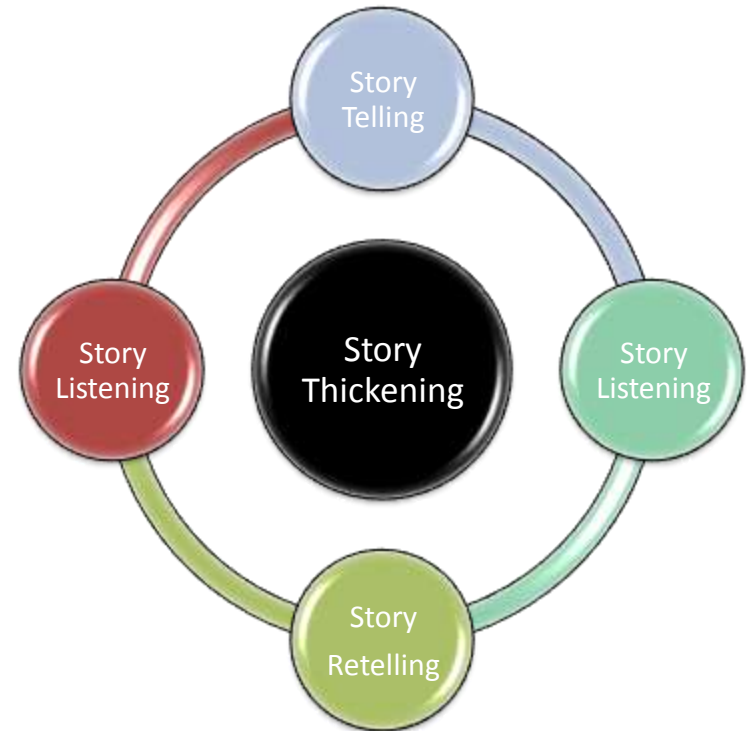 Story
Telling
Story
Listening
Story
Thickening
Story
Listening
Story
Retelling